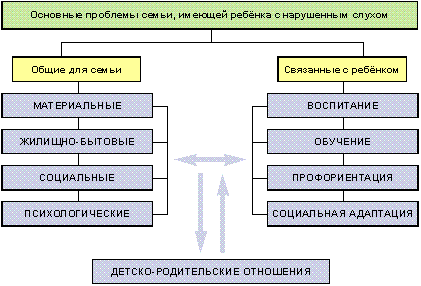 Основные проблемы семьи, имеющей ребёнка с нарушенным слухом
Общие для семьи
Связанные с ребёнком
МАТЕРИАЛЬНЫЕ
ВОСПИТАНИЕ
ЖИЛИЩНО-БЫТОВЫЕ
ОБУЧЕНИЕ
СОЦИАЛЬНЫЕ
ПРОФОРИЕНТАЦИЯ
ПСИХОЛОГИЧЕСКИЕ
СОЦИАЛЬНАЯ АДАПТАЦИЯ
ДЕТСКО-РОДИТЕЛЬСКИЕ ОТНОШЕНИЯ